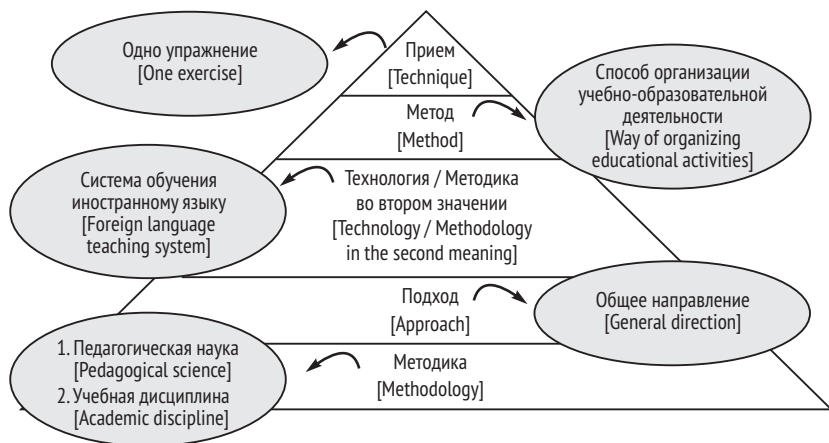 Одно упражнение
[One exercise]
Прием
[Technique]
Способ организации
учебно-образовательной
деятельности
[Way of organizing
educational activities]
Метод
[Method]
Система обучения
иностранному языку
[Foreign language
teaching system]
Технология / Методика
во втором значении
[Technology / Methodology
in the second meaning]
Подход
[Approach]
Общее направление
[General direction]
1. Педагогическая наука
[Pedagogical science]
2. Учебная дисциплина
[Academic discipline]
Методика
[Methodology]